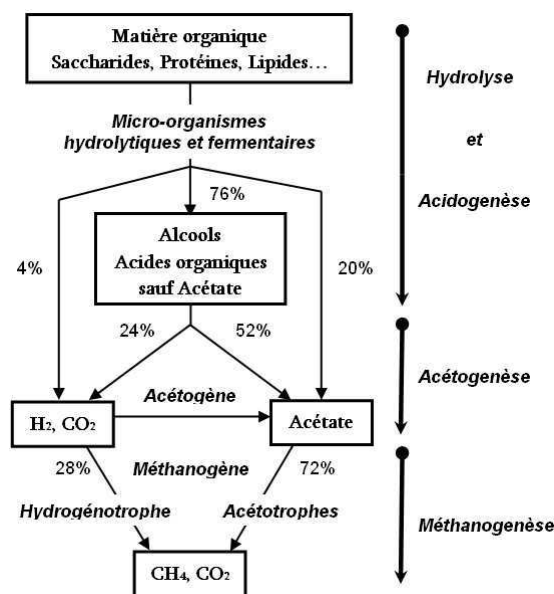 Matière organique
Saccharides, Protéines, Lipides...
Hydrolyse
Micro-organismes
hydrolytiques et fermentaires
et
76%
Acidogenèse
Alcools
Acides organiques
sauf Acétate
4%
20%
24%
52%
Acétogenèse
Acétogène
H₂, CO₂
Acétate
28%
Méthanogène
72%
Hydrogénotrophe
Acétotrophes
Méthanogenèse
CH₄, CO₂